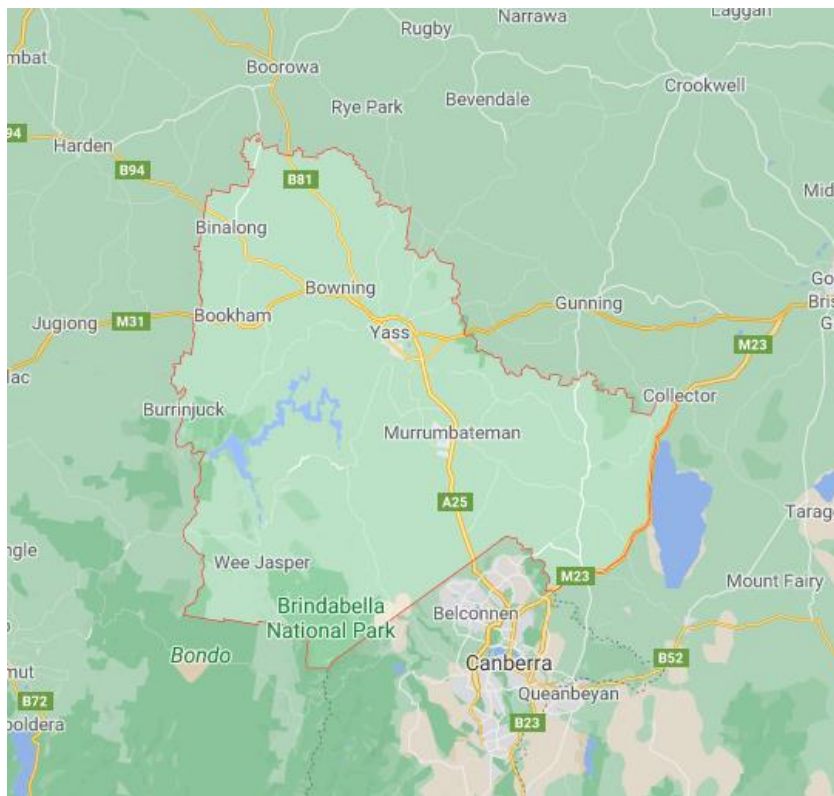 Laggan
Narrawa
Rugby
mbat
Boorowa
Crookwell
Bevendale
Rye Park
94
Harden
B94
B81
Mid
Binalong
Go
Bowning
Gunning
Bris
Bookham
G
Jugiong
M31
Yass
M23
lac
Collector
Burrinjuck
Murrumbateman
A25
Tarag
ngle
Wee Jasper
M23
Mount Fairy
Brindabella
National Park
Belconnen
Bondo
Canberra
B52
mut
Queanbeyan
B72
B23
ooldera